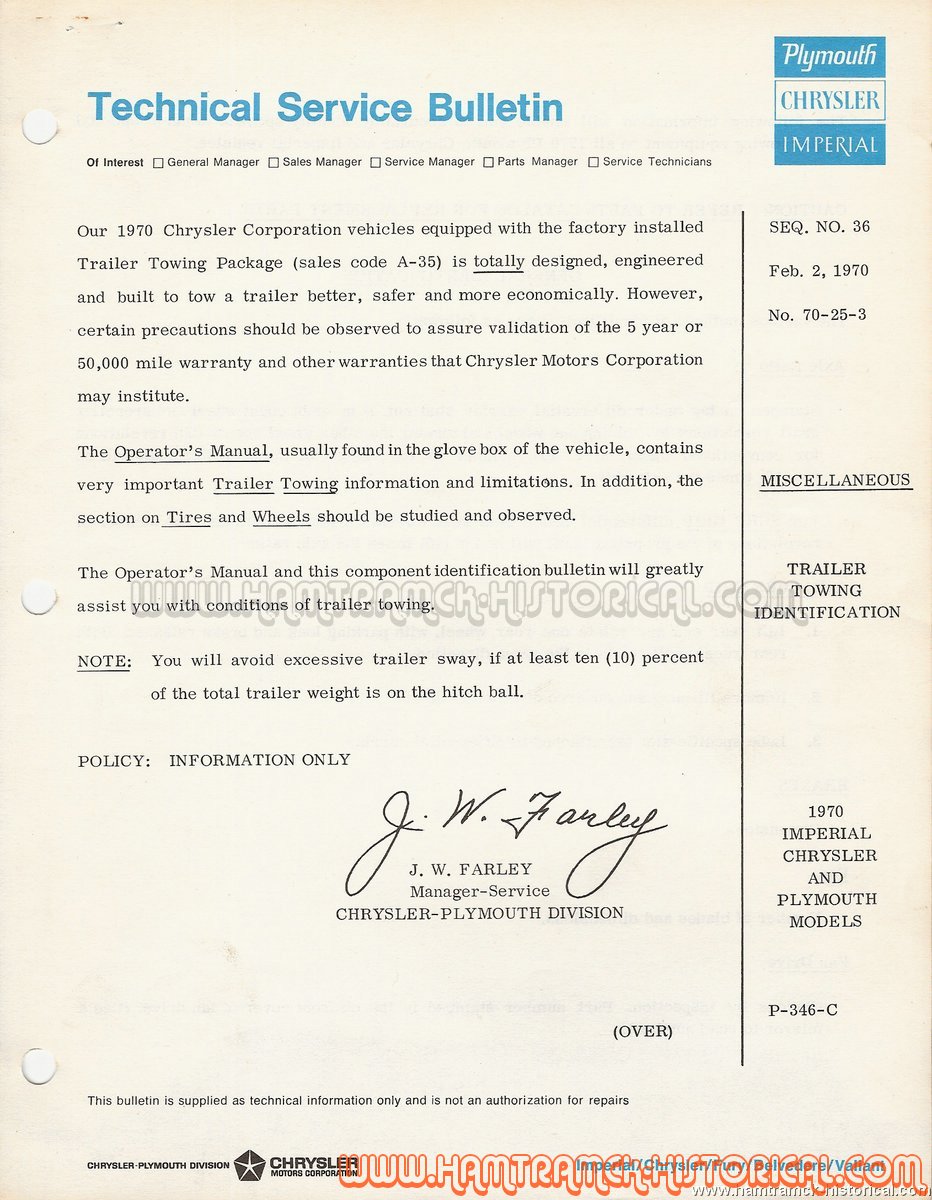 Plymouth
CHRYSLER
IMPERIAL
Technical Service Bulletin
Of Interest ☐ General Manager ☐ Sales Manager ☐ Service Manager ☐ Parts Manager ☐ Service Technicians
Our 1970 Chrysler Corporation vehicles equipped with the factory installed
Trailer Towing Package (sales code A-35) is totally designed, engineered
and built to tow a trailer better, safer and more economically. However,
certain precautions should be observed to assure validation of the 5 year or
50,000 mile warranty and other warranties that Chrysler Motors Corporation
may institute.
The Operator's Manual, usually found in the glove box of the vehicle, contains
very important Trailer Towing information and limitations. In addition, the
section on Tires and Wheels should be studied and observed.
The Operator's Manual and this component identification bulletin will greatly
assist you with conditions of trailer towing.
NOTE: You will avoid excessive trailer sway, if at least ten (10) percent
of the total trailer weight is on the hitch ball.
POLICY: INFORMATION ONLY
J. W. Farley
J. W. FARLEY
Manager-Service
CHRYSLER-PLYMOUTH DIVISION
(OVER)
SEQ. NO. 36
Feb. 2, 1970
No. 70-25-3
MISCELLANEOUS
TRAILER
TOWING
IDENTIFICATION
1970
IMPERIAL
CHRYSLER
AND
PLYMOUTH
MODELS
P-346-C
This bulletin is supplied as technical information only and is not an authorization for repairs
CHRYSLER-PLYMOUTH DIVISION CHRYSLER
MOTORS CORPORATION
Imperial/Chrysler/Fury/Belvedere/Valiant
WWW.HAMTRAMCK-HISTORICAL.COM
WWW.HAMTRAMCK-HISTORICAL.COM
www.hamtramck-historical.com